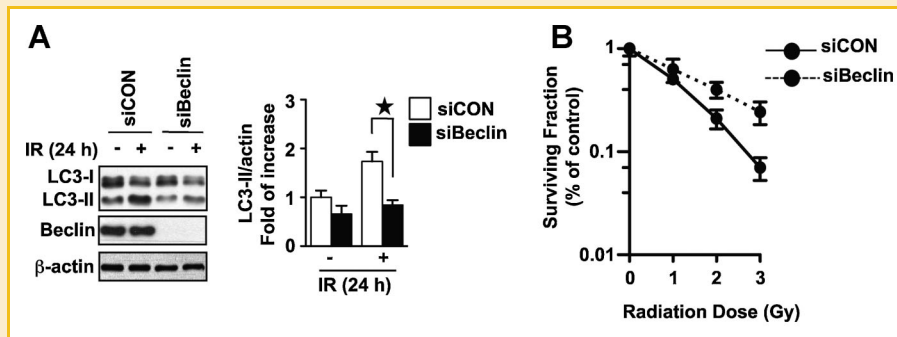 A
siCON
siBeclin
IR (24 h) - + - +
LC3-I
LC3-II
Beclin
β-actin
LC3-II/actin
Fold of increase
3
2
1
0
★
siCON
siBeclin
- +
IR (24 h)
B
siCON
siBeclin
Surviving Fraction
(% of control)
1
0.1
0.01
0 1 2 3
Radiation Dose (Gy)